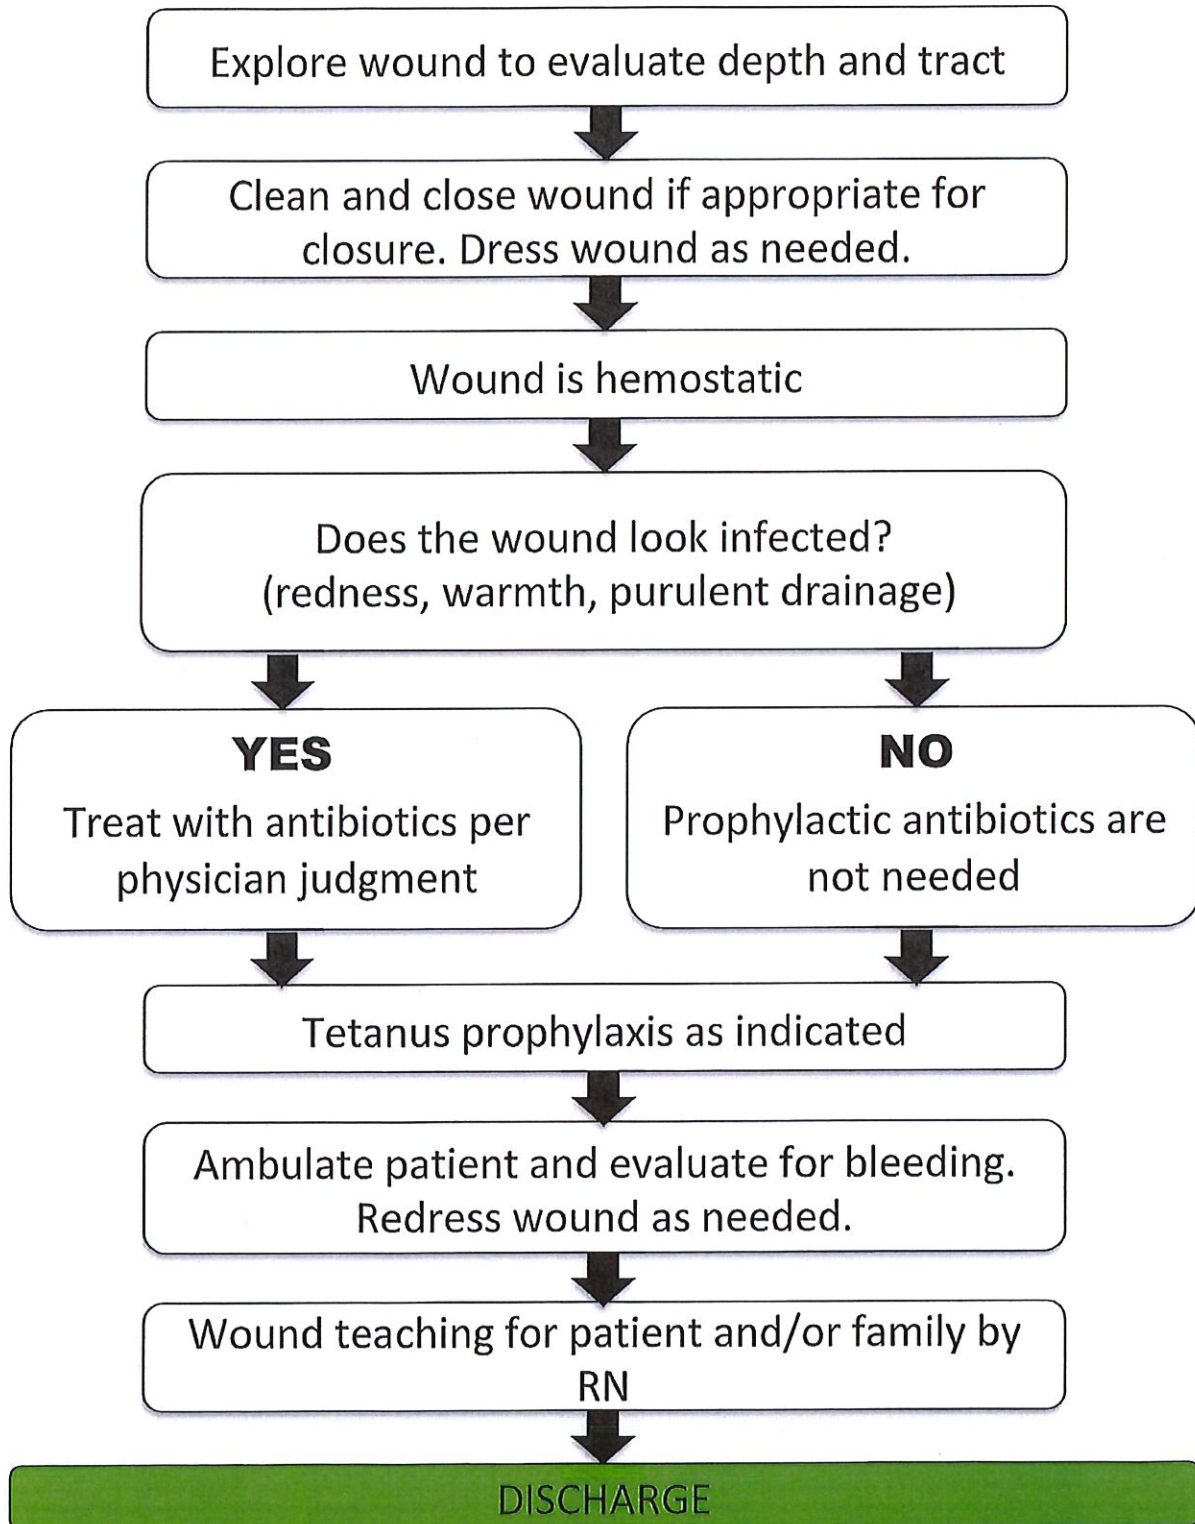 Explore wound to evaluate depth and tract
Clean and close wound if appropriate for
closure. Dress wound as needed.
Wound is hemostatic
Does the wound look infected?
(redness, warmth, purulent drainage)
YES
Treat with antibiotics per
physician judgment
NO
Prophylactic antibiotics are
not needed
Tetanus prophylaxis as indicated
Ambulate patient and evaluate for bleeding.
Redress wound as needed.
Wound teaching for patient and/or family by
RN
DISCHARGE